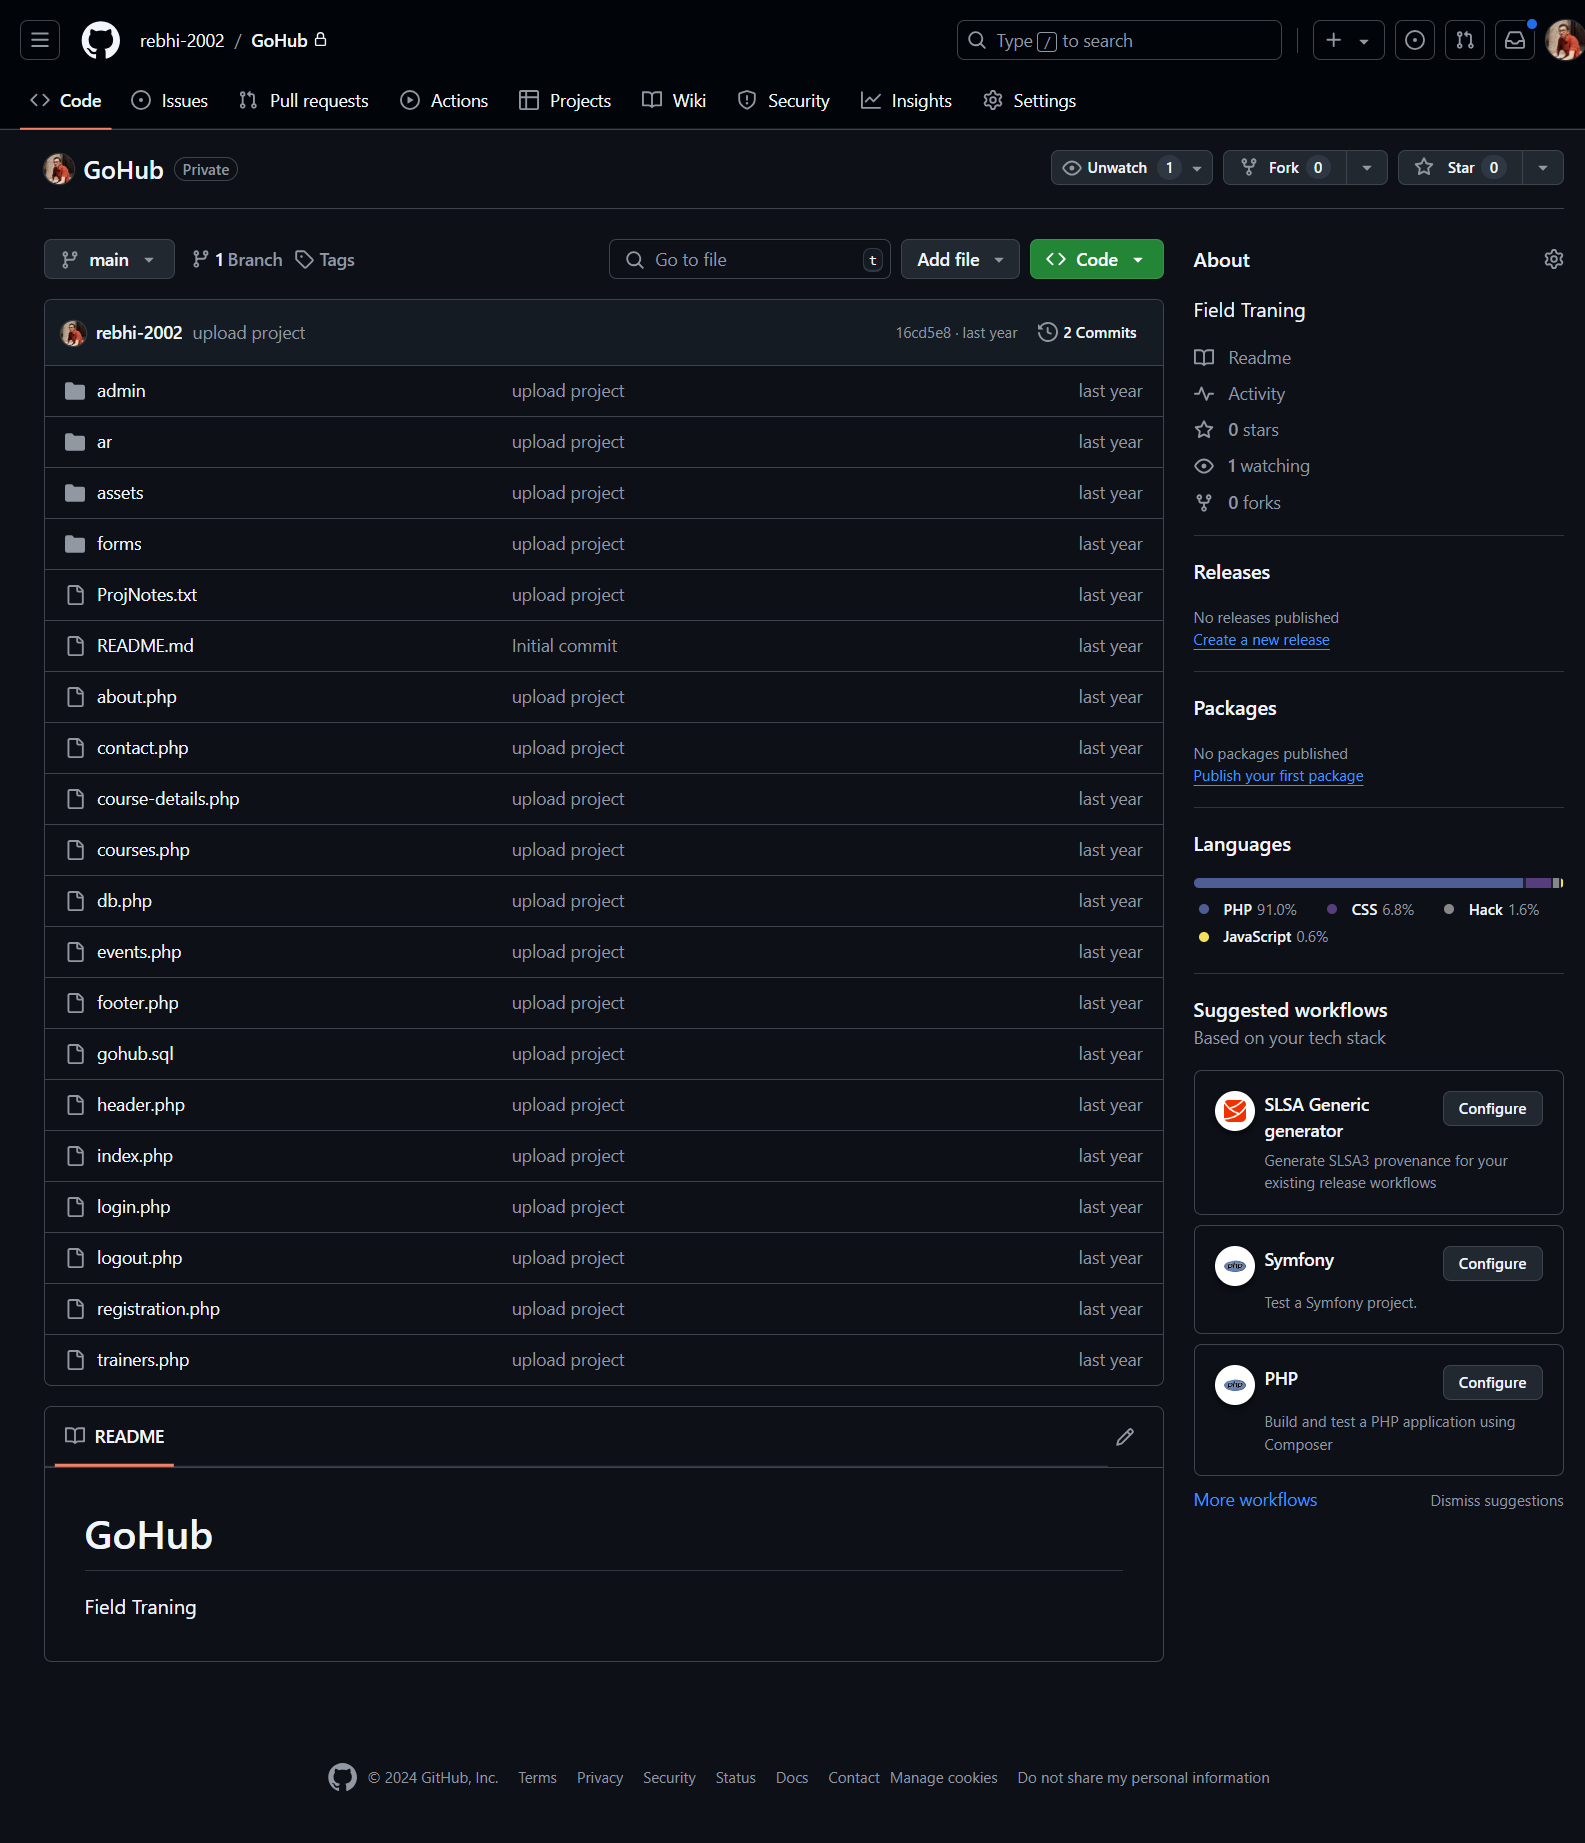 rebhi-2002 / GoHub
Type / to search
Code Issues Pull requests Actions Projects Wiki Security Insights Settings
GoHub Private
Unwatch 1 Fork 0 Star 0
main 1 Branch Tags
Go to file t Add file Code
rebhi-2002 upload project 16cd5e8 · last year 2 Commits
admin upload project last year
ar upload project last year
assets upload project last year
forms upload project last year
ProjNotes.txt upload project last year
README.md Initial commit last year
about.php upload project last year
contact.php upload project last year
course-details.php upload project last year
courses.php upload project last year
db.php upload project last year
events.php upload project last year
footer.php upload project last year
gohub.sql upload project last year
header.php upload project last year
index.php upload project last year
login.php upload project last year
logout.php upload project last year
registration.php upload project last year
trainers.php upload project last year
README
GoHub
Field Traning
About
Field Traning
Readme
Activity
0 stars
1 watching
0 forks
Releases
No releases published
Create a new release
Packages
No packages published
Publish your first package
Languages
PHP 91.0% CSS 6.8% Hack 1.6%
JavaScript 0.6%
Suggested workflows
Based on your tech stack
SLSA Generic
generator
Configure
Generate SLSA3 provenance for your
existing release workflows
php
Symfony
Configure
Test a Symfony project.
php
PHP
Configure
Build and test a PHP application using
Composer
More workflows Dismiss suggestions
© 2024 GitHub, Inc. Terms Privacy Security Status Docs Contact Manage cookies Do not share my personal information